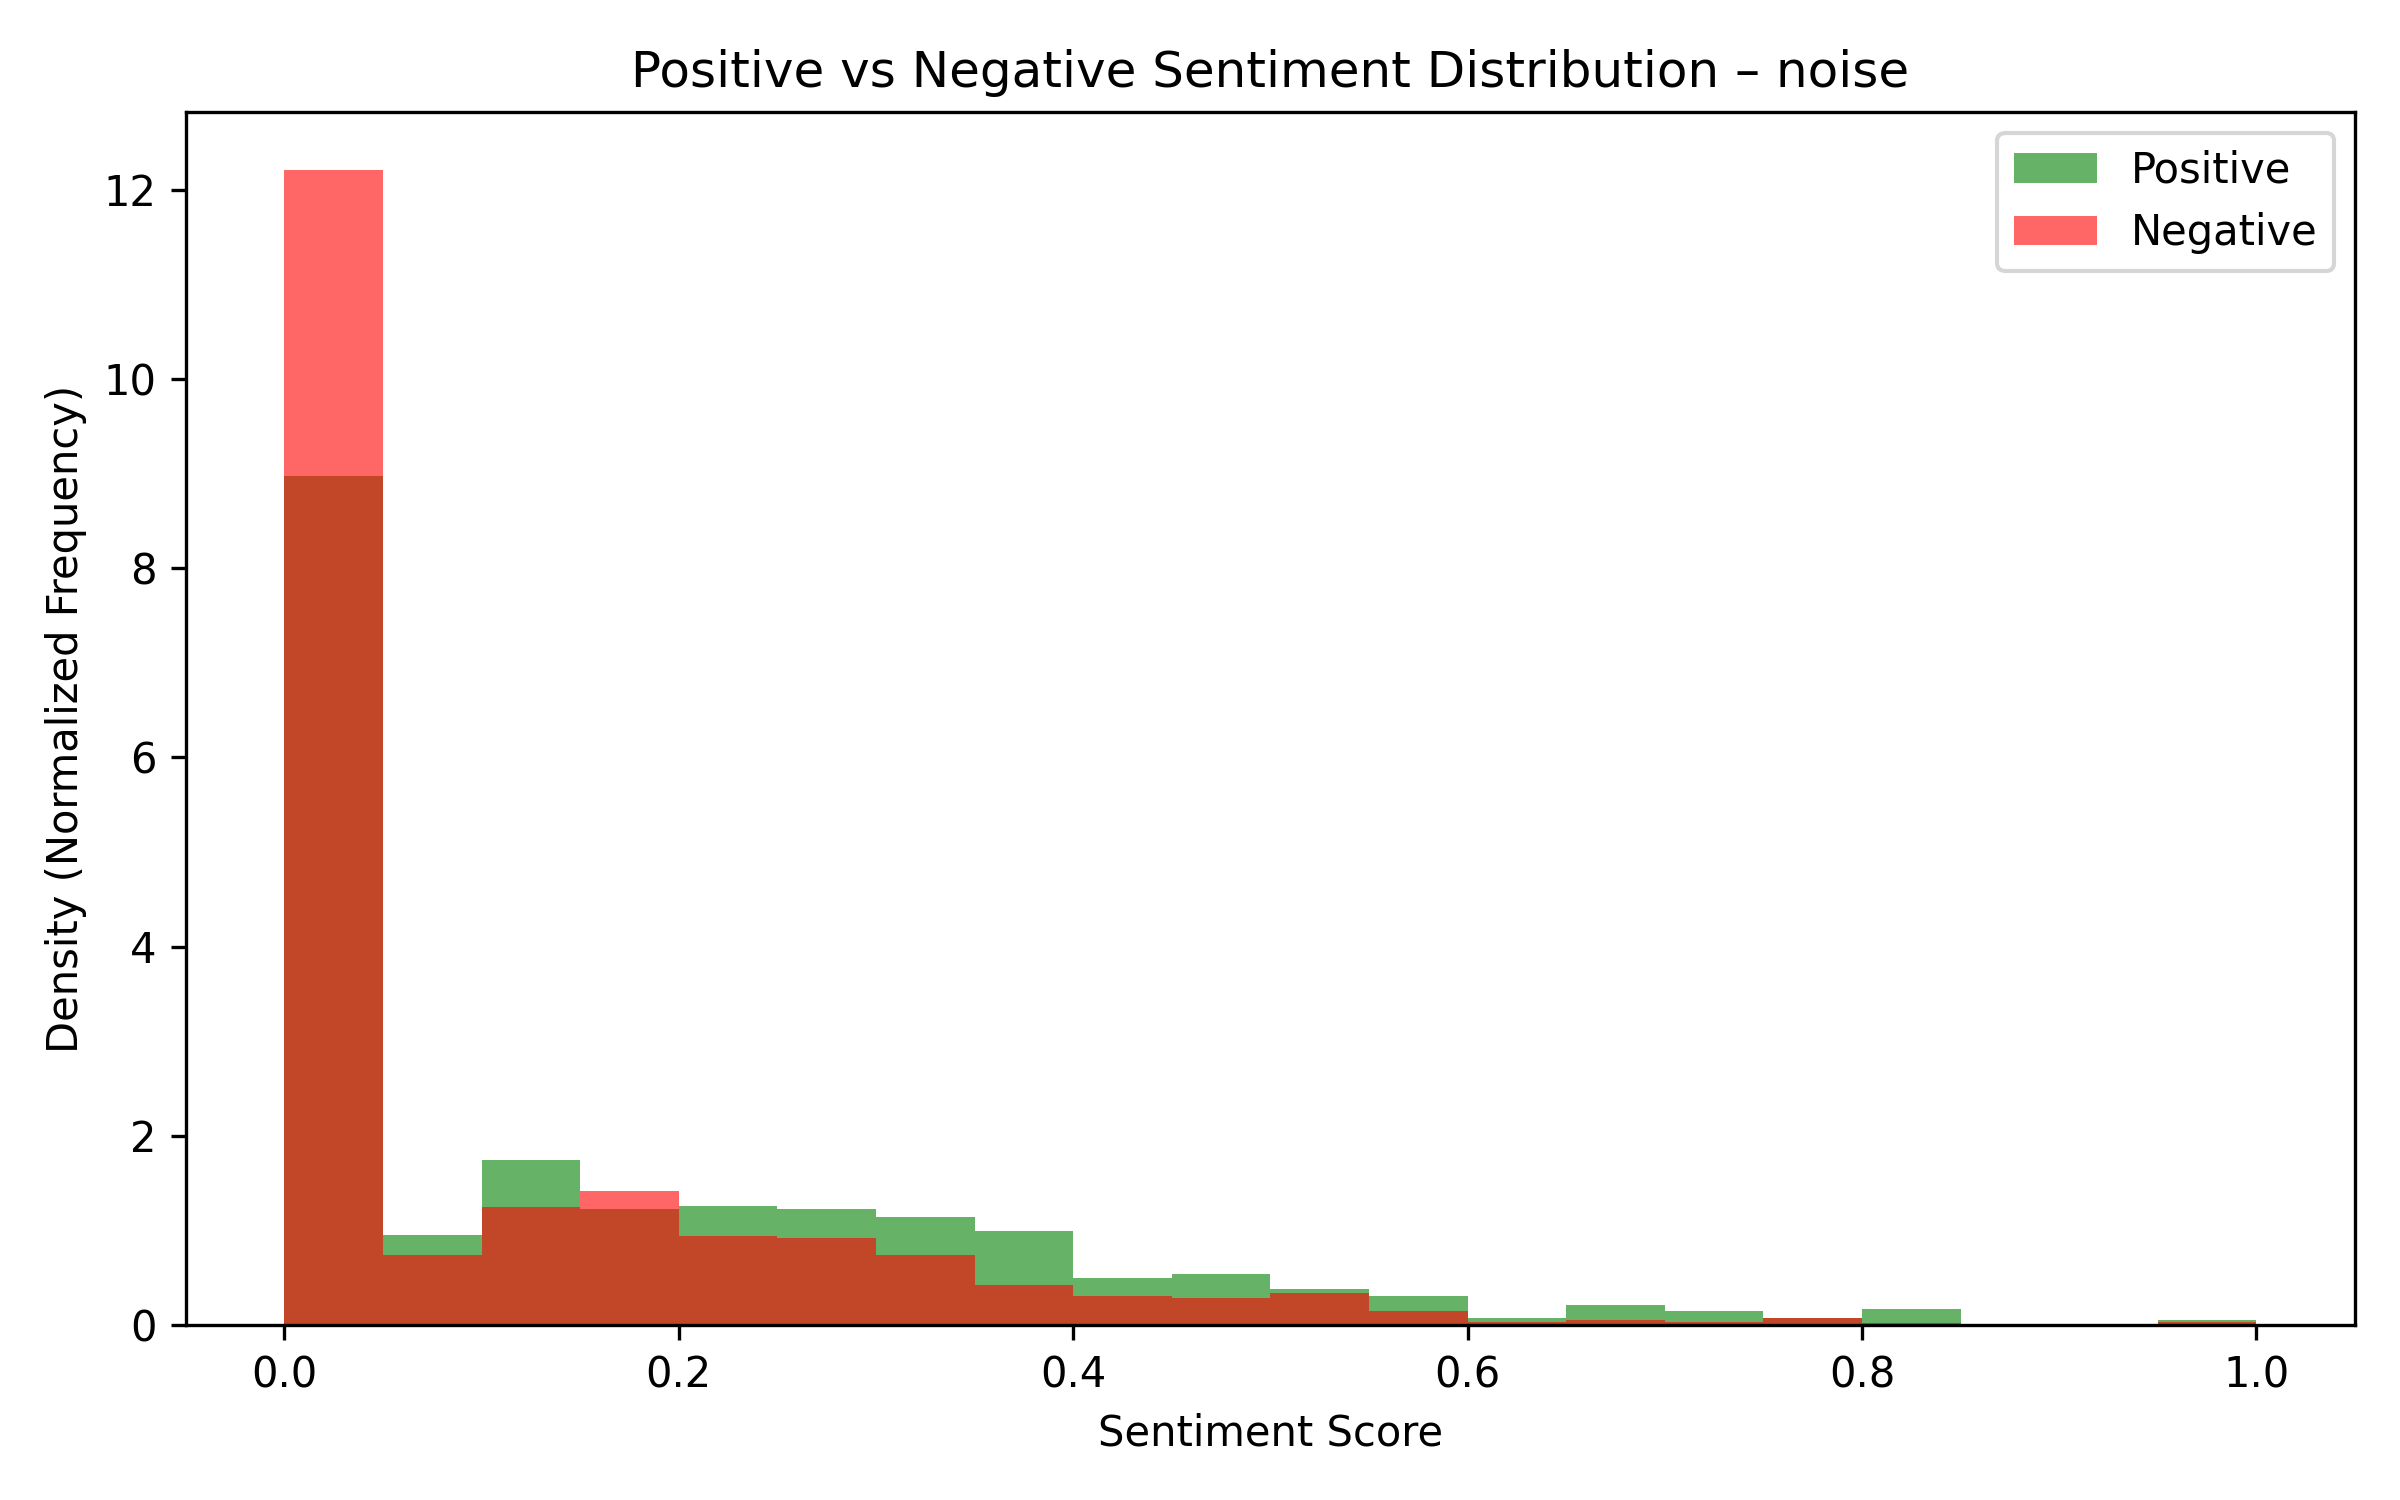 Positive vs Negative Sentiment Distribution – noise
Positive
Negative
Density (Normalized Frequency)
12
10
8
6
4
2
0
0.0 0.2 0.4 0.6 0.8 1.0
Sentiment Score